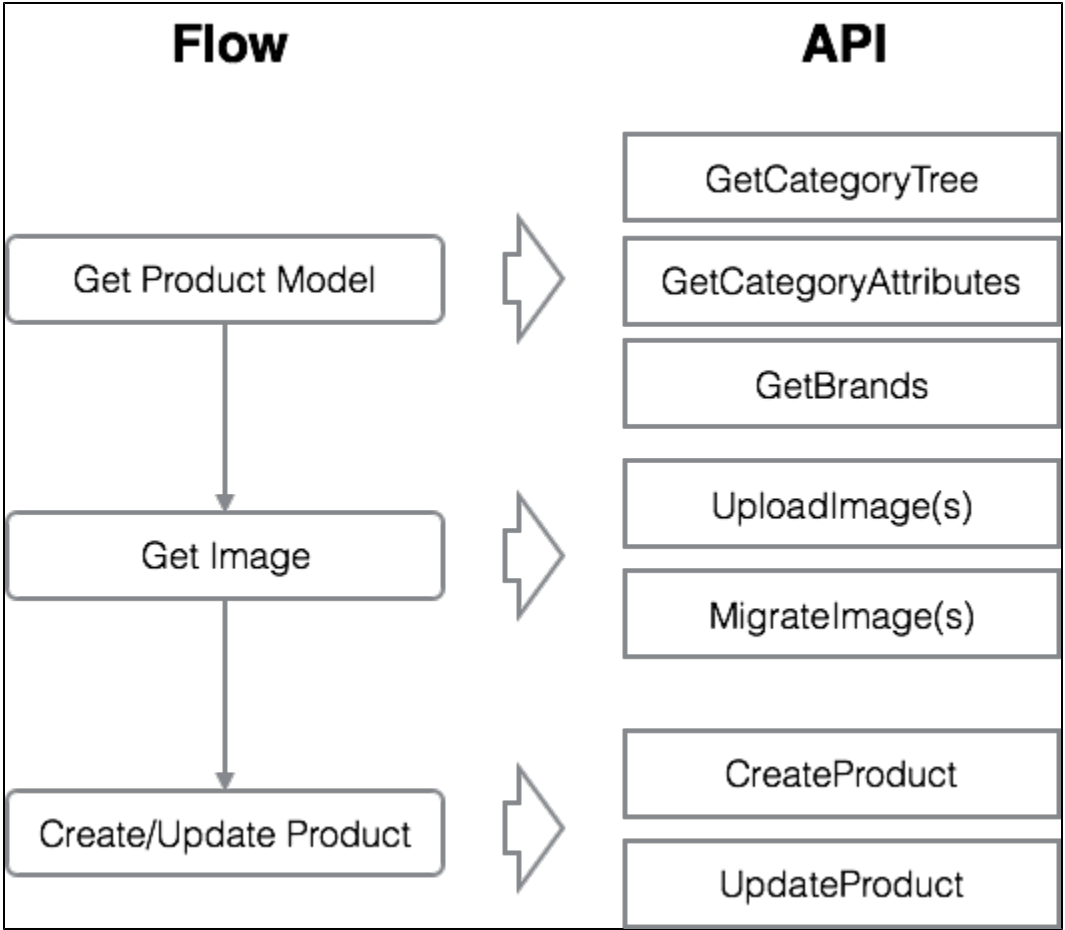 Flow
API
GetCategoryTree
Get Product Model
GetCategoryAttributes
GetBrands
UploadImage(s)
Get Image
MigrateImage(s)
CreateProduct
Create/Update Product
UpdateProduct